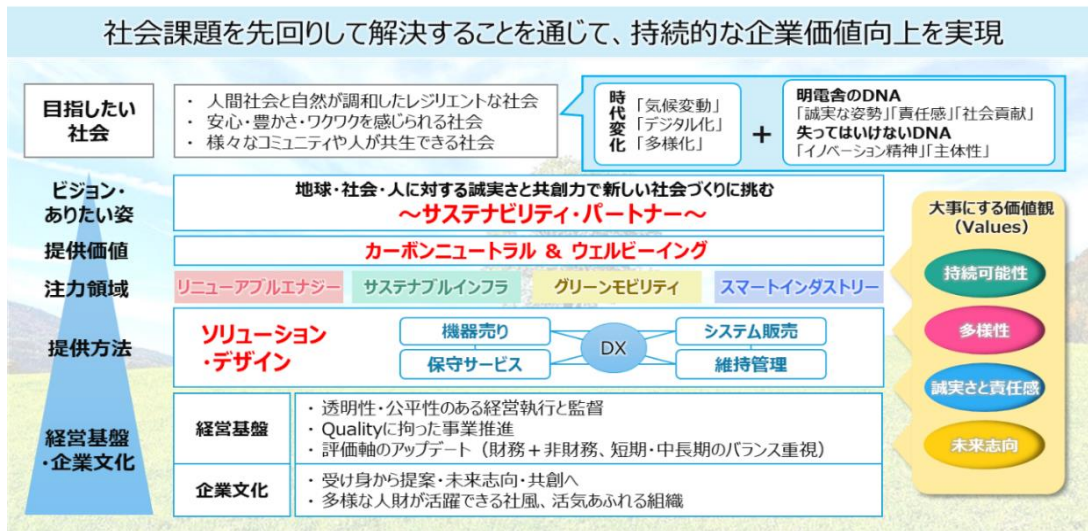 社会課題を先回りして解決することを通じて、持続的な企業価値向上を実現
目指したい
社会
・ 人間社会と自然が調和したレジリエントな社会
・ 安心・豊かさ・ワクワクを感じられる社会
・ 様々なコミュニティや人が共生できる社会
時代変化
「気候変動」
「デジタル化」
「多様化」
+
明電舎のDNA
「誠実な姿勢」「責任感」「社会貢献」
失ってはいけないDNA
「イノベーション精神」「主体性」
ビジョン・
ありたい姿
地球・社会・人に対する誠実さと共創力で新しい社会づくりに挑む
～サステナビリティ・パートナー～
提供価値
カーボンニュートラル & ウェルビーイング
注力領域
リニューアブルエナジー
サステナブルインフラ
グリーンモビリティ
スマートインダストリー
提供方法
ソリューション
・デザイン
機器売り
システム販売
DX
保守サービス
維持管理
経営基盤
・企業文化
経営基盤
・ 透明性・公平性のある経営執行と監督
・ Qualityに拘った事業推進
・ 評価軸のアップデート（財務＋非財務、短期・中長期のバランス重視）
企業文化
・ 受け身から提案・未来志向・共創へ
・ 多様な人財が活躍できる社風、活気あふれる組織
大事にする価値観
(Values)
持続可能性
多様性
誠実さと責任感
未来志向